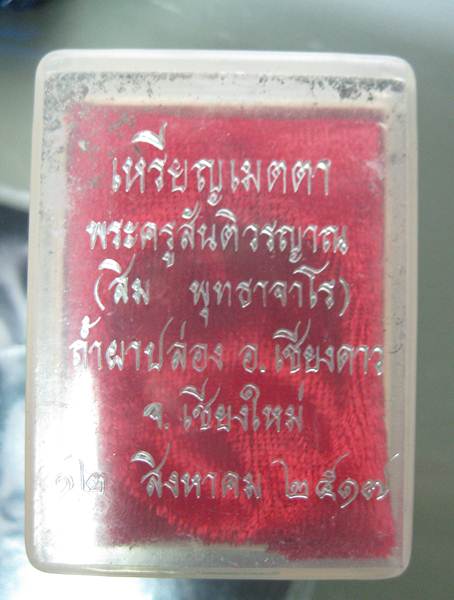 เหรียญเมตตา
พระครูสันติวรญาณ
(สิม พุทธาจาโร)
ถ้ำผาปล่อง อ.เชียงดาว
จ.เชียงใหม่
๑๒ สิงหาคม ๒๕๑๗